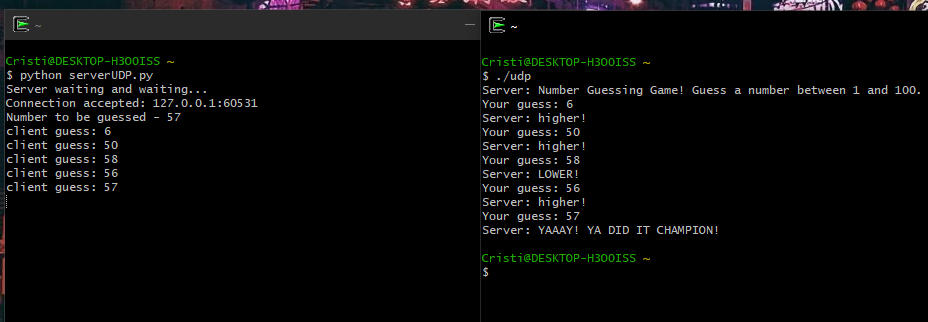 ~
Cristi@DESKTOP-H3OOISS ~
$ python serverUDP.py
Server waiting and waiting...
Connection accepted: 127.0.0.1:60531
Number to be guessed - 57
client guess: 6
client guess: 50
client guess: 58
client guess: 56
client guess: 57
~
Cristi@DESKTOP-H3OOISS ~
$ ./udp
Server: Number Guessing Game! Guess a number between 1 and 100.
Your guess: 6
Server: higher!
Your guess: 50
Server: higher!
Your guess: 58
Server: LOWER!
Your guess: 56
Server: higher!
Your guess: 57
Server: YAAAY! YA DID IT CHAMPION!
Cristi@DESKTOP-H3OOISS ~
$